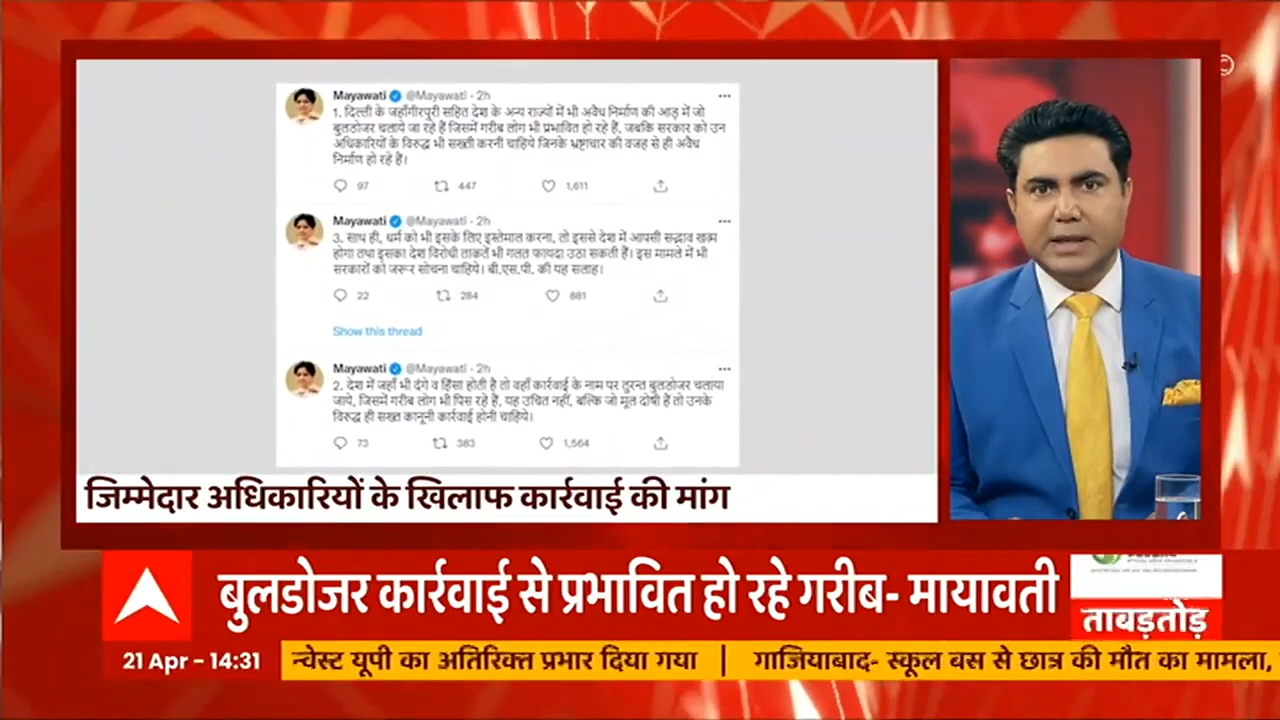 Mayawati @Mayawati · 2h
1. दिल्ली के जहाँगीरपुरी सहित देश के अन्य राज्यों में भी अवैध निर्माण की आड़ में जो
बुलडोजर चलाये जा रहे हैं जिसमें गरीब लोग भी प्रभावित हो रहे हैं, जबकि सरकार को उन
अधिकारियों के विरुद्ध भी सख्ती करनी चाहिये जिनके भ्रष्टाचार की वजह से ही अवैध
निर्माण हो रहे हैं।
97 447 1,611
Mayawati @Mayawati · 2h
3. साथ ही, धर्म को भी इसके लिए इस्तेमाल करना, तो इससे देश में आपसी सद्भाव खत्म
होगा तथा इसका देश विरोधी ताकतें भी गलत फायदा उठा सकती हैं। इस मामले में भी
सरकारों को जरूर सोचना चाहिये। बी.एस.पी. की यह सलाह।
22 284 881
Show this thread
Mayawati @Mayawati · 2h
2. देश में जहाँ भी दंगे व हिंसा होती है तो वहाँ कार्रवाई के नाम पर तुरन्त बुलडोजर चलाया
जाये, जिसमें गरीब लोग भी पिस रहे हैं, यह उचित नहीं, बल्कि जो मूल दोषी हैं तो उनके
विरुद्ध ही सख्त कानूनी कार्रवाई होनी चाहिये।
73 383 1,564
जिम्मेदार अधिकारियों के खिलाफ कार्रवाई की मांग
बुलडोजर कार्रवाई से प्रभावित हो रहे गरीब- मायावती
ताबड़तोड़
21 Apr - 14:31
न्वेस्ट यूपी का अतिरिक्त प्रभार दिया गया | गाजियाबाद- स्कूल बस से छात्र की मौत का मामला,